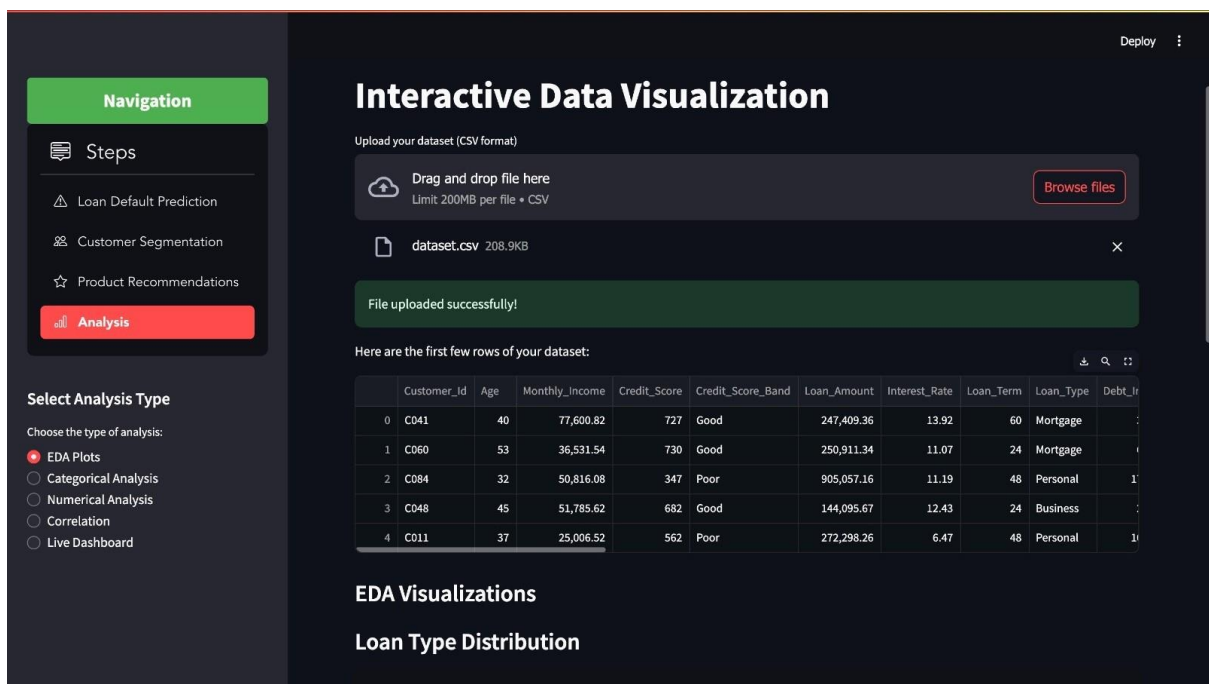 Deploy
Navigation
Steps
Loan Default Prediction
Customer Segmentation
Product Recommendations
Analysis
Select Analysis Type
Choose the type of analysis:
EDA Plots
Categorical Analysis
Numerical Analysis
Correlation
Live Dashboard
Interactive Data Visualization
Upload your dataset (CSV format)
Drag and drop file here
Limit 200MB per file • CSV
Browse files
dataset.csv 208.9KB
File uploaded successfully!
Here are the first few rows of your dataset:
Customer_Id Age Monthly_Income Credit_Score Credit_Score_Band Loan_Amount Interest_Rate Loan_Term Loan_Type
0 C041 40 77,600.82 727 Good 247,409.36 13.92 60 Mortgage
1 C060 53 36,531.54 730 Good 250,911.34 11.07 24 Mortgage
2 C084 32 50,816.08 347 Poor 905,057.16 11.19 48 Personal
3 C048 45 51,785.62 682 Good 144,095.67 12.43 24 Business
4 C011 37 25,006.52 562 Poor 272,298.26 6.47 48 Personal
EDA Visualizations
Loan Type Distribution